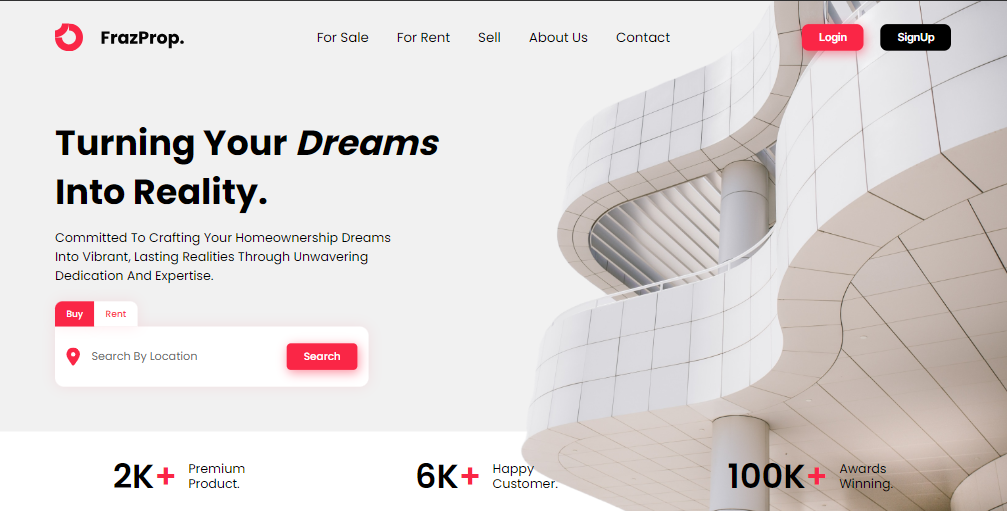 FrazProp.
For Sale
For Rent
Sell
About Us
Contact
Login
SignUp
Turning Your Dreams
Into Reality.
Committed To Crafting Your Homeownership Dreams
Into Vibrant, Lasting Realities Through Unwavering
Dedication And Expertise.
Buy
Rent
Search By Location
Search
2K+
Premium
Product.
6K+
Happy
Customer.
100K+
Awards
Winning.